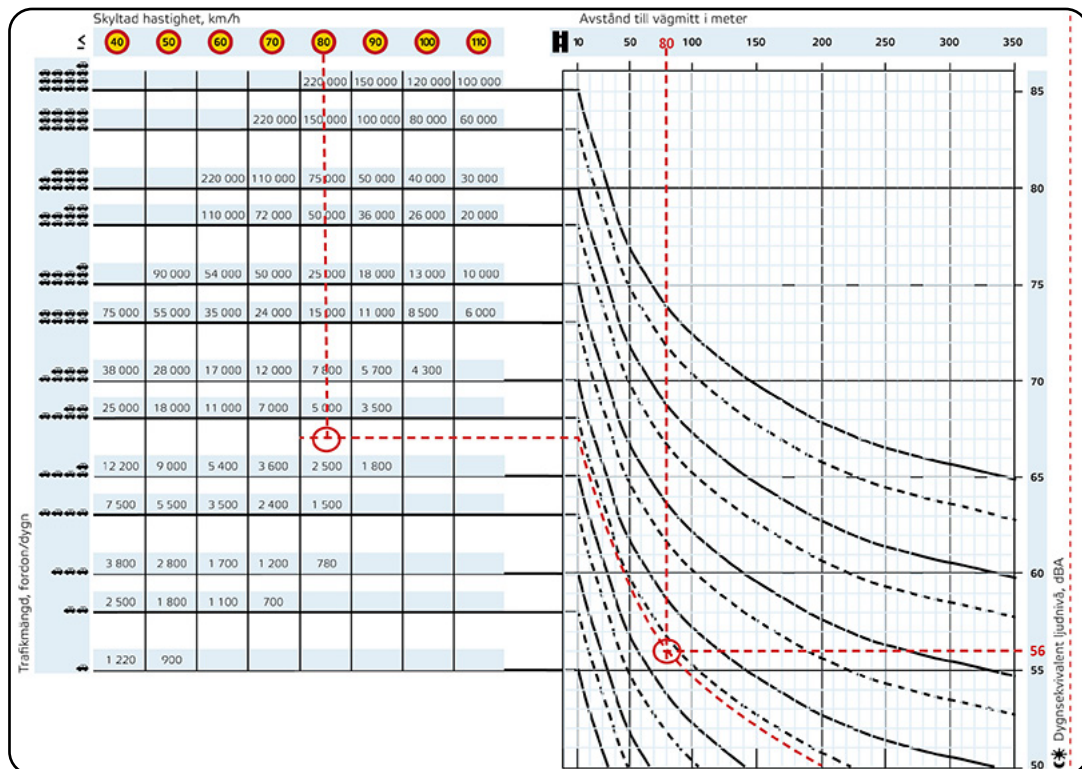 Skyltad hastighet, km/h
Avstånd till vägmitt i meter
≤ 40 50 60 70 80 90 100 110
10 50 80 100 150 200 250 300 350
220 000 150 000 120 000 100 000
85
220 000 150 000 100 000 80 000 60 000
220 000 110 000 75 000 50 000 40 000 30 000
80
110 000 72 000 50 000 36 000 26 000 20 000
90 000 54 000 50 000 25 000 18 000 13 000 10 000
75
75 000 55 000 35 000 24 000 15 000 11 000 8 500 6 000
38 000 28 000 17 000 12 000 7 800 5 700 4 300
70
25 000 18 000 11 000 7 000 5 000 3 500
12 200 9 000 5 400 3 600 2 500 1 800
65
7 500 5 500 3 500 2 400 1 500
3 800 2 800 1 700 1 200 780
60
2 500 1 800 1 100 700
1 220 900
56
55
50
Trafikmängd, fordon/dygn
Dygnsekvivalent ljudnivå, dBA